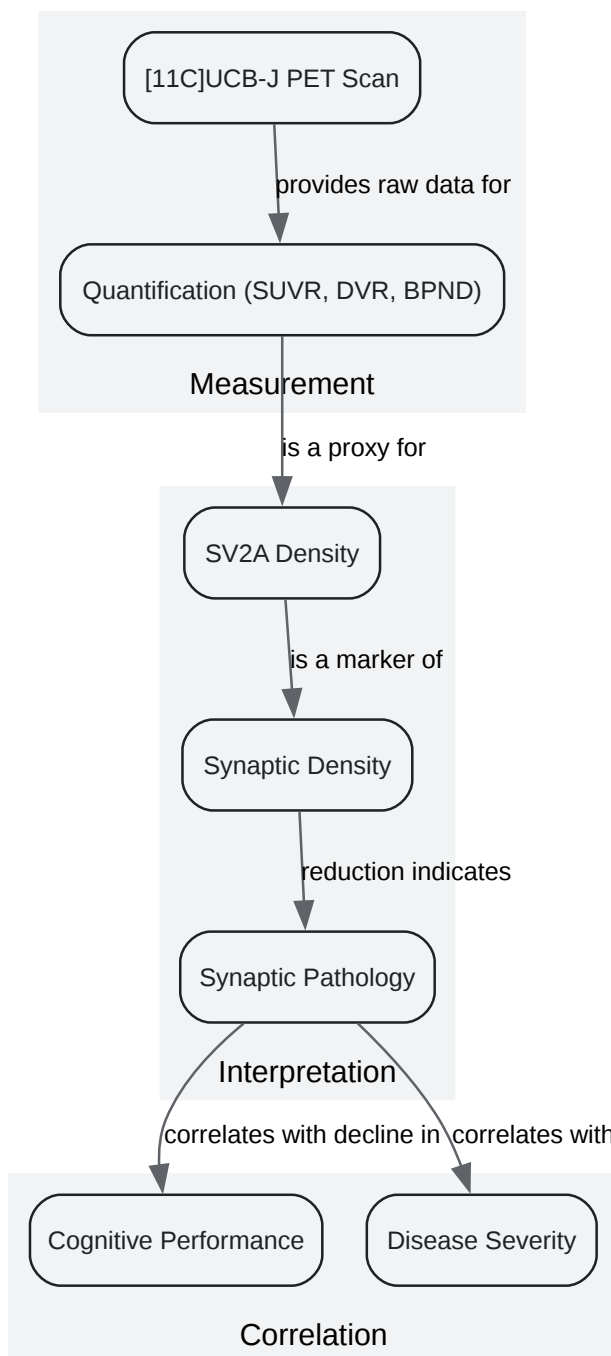 [11C]UCB-J PET Scan
provides raw data for
Quantification (SUVR, DVR, BPND)
Measurement
is a proxy for
SV2A Density
is a marker of
Synaptic Density
reduction indicates
Synaptic Pathology
Interpretation
correlates with decline in
correlates with
Cognitive Performance
Disease Severity
Correlation